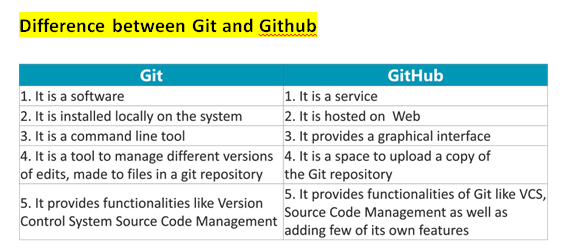 Difference between Git and Github
Git
GitHub
1. It is a software
1. It is a service
2. It is installed locally on the system
2. It is hosted on Web
3. It is a command line tool
3. It provides a graphical interface
4. It is a tool to manage different versions
of edits, made to files in a git repository
4. It is a space to upload a copy of
the Git repository
5. It provides functionalities like Version
Control System Source Code Management
5. It provides functionalities of Git like VCS,
Source Code Management as well as
adding few of its own features